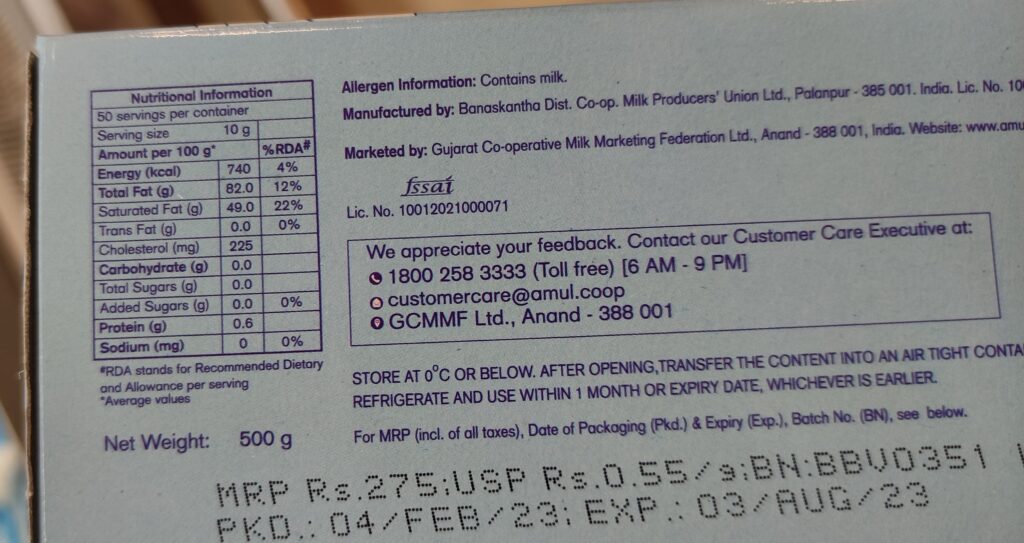 Nutritional Information
50 servings per container
Serving size 10 g
Amount per 100 g* %RDA#
Energy (kcal) 740 4%
Total Fat (g) 82.0 12%
Saturated Fat (g) 49.0 22%
Trans Fat (g) 0.0 0%
Cholesterol (mg) 225
Carbohydrate (g) 0.0
Total Sugars (g) 0.0
Added Sugars (g) 0.0 0%
Protein (g) 0.6
Sodium (mg) 0 0%
#RDA stands for Recommended Dietary
and Allowance per serving
*Average values
Net Weight: 500 g
Allergen Information: Contains milk.
Manufactured by: Banaskantha Dist. Co-op. Milk Producers' Union Ltd., Palanpur - 385 001. India. Lic. No. 10
Marketed by: Gujarat Co-operative Milk Marketing Federation Ltd., Anand - 388 001, India. Website: www.amu
fssai
Lic. No. 10012021000071
We appreciate your feedback. Contact our Customer Care Executive at:
1800 258 3333 (Toll free) [6 AM - 9 PM]
customercare@amul.coop
GCMMF Ltd., Anand - 388 001
STORE AT 0°C OR BELOW. AFTER OPENING,TRANSFER THE CONTENT INTO AN AIR TIGHT CONTA
REFRIGERATE AND USE WITHIN 1 MONTH OR EXPIRY DATE, WHICHEVER IS EARLIER.
For MRP (incl. of all taxes), Date of Packaging (Pkd.) & Expiry (Exp.), Batch No. (BN), see below.
MRP Rs.275;USP Rs.0.55/g;BN:BBV0351
PKD.: 04/FEB/23; EXP.: 03/AUG/23